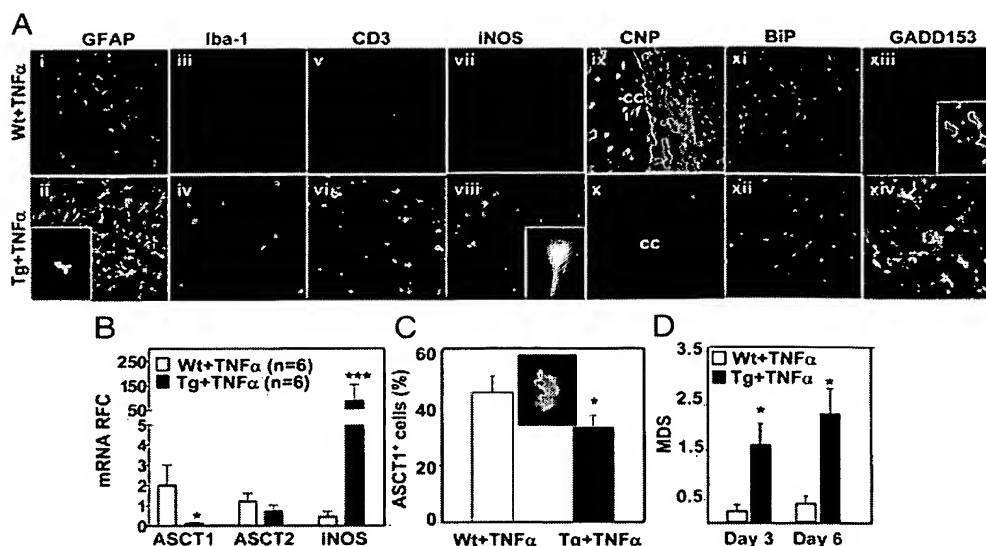 A
GFAP Iba-1 CD3 iNOS CNP BiP GADD153
Wt+TNFα
i iii v vii ix xi xiii
cc
Tg+TNFα
ii iv vi viii x xii xiv
cc
B
mRNA RFC
250
150
50
5
4
3
2
1
0
Wt+TNFα (n=6)
Tg+TNFα (n=6)
***
*
ASCT1 ASCT2 iNOS
C
ASCT1+ cells (%)
60
40
20
0
*
Wt+TNFα Tg+TNFα
D
MDS
3.5
2.5
1.5
0.5
Wt+TNFα
Tg+TNFα
* *
Day 3 Day 6